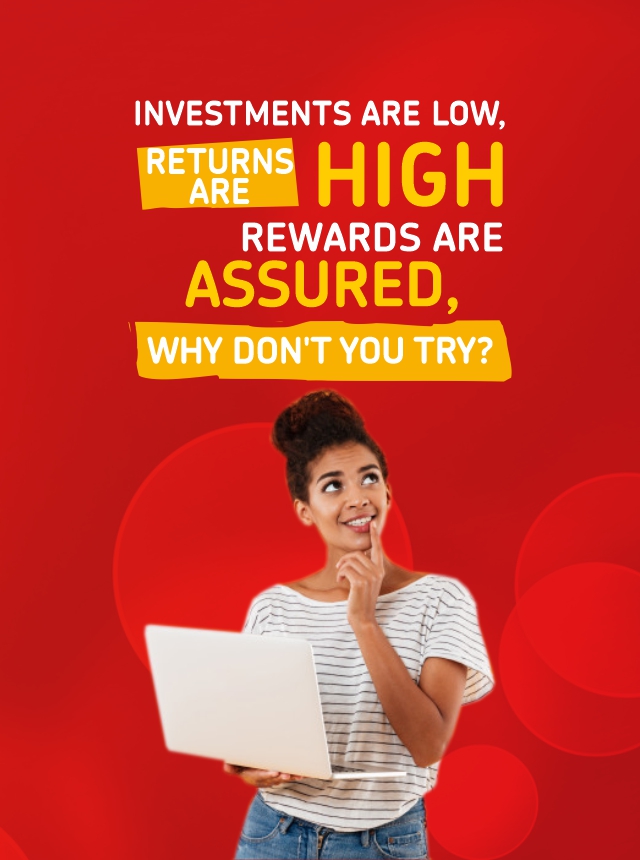 INVESTMENTS ARE LOW,
RETURNS
ARE HIGH
REWARDS ARE
ASSURED,
WHY DON'T YOU TRY?